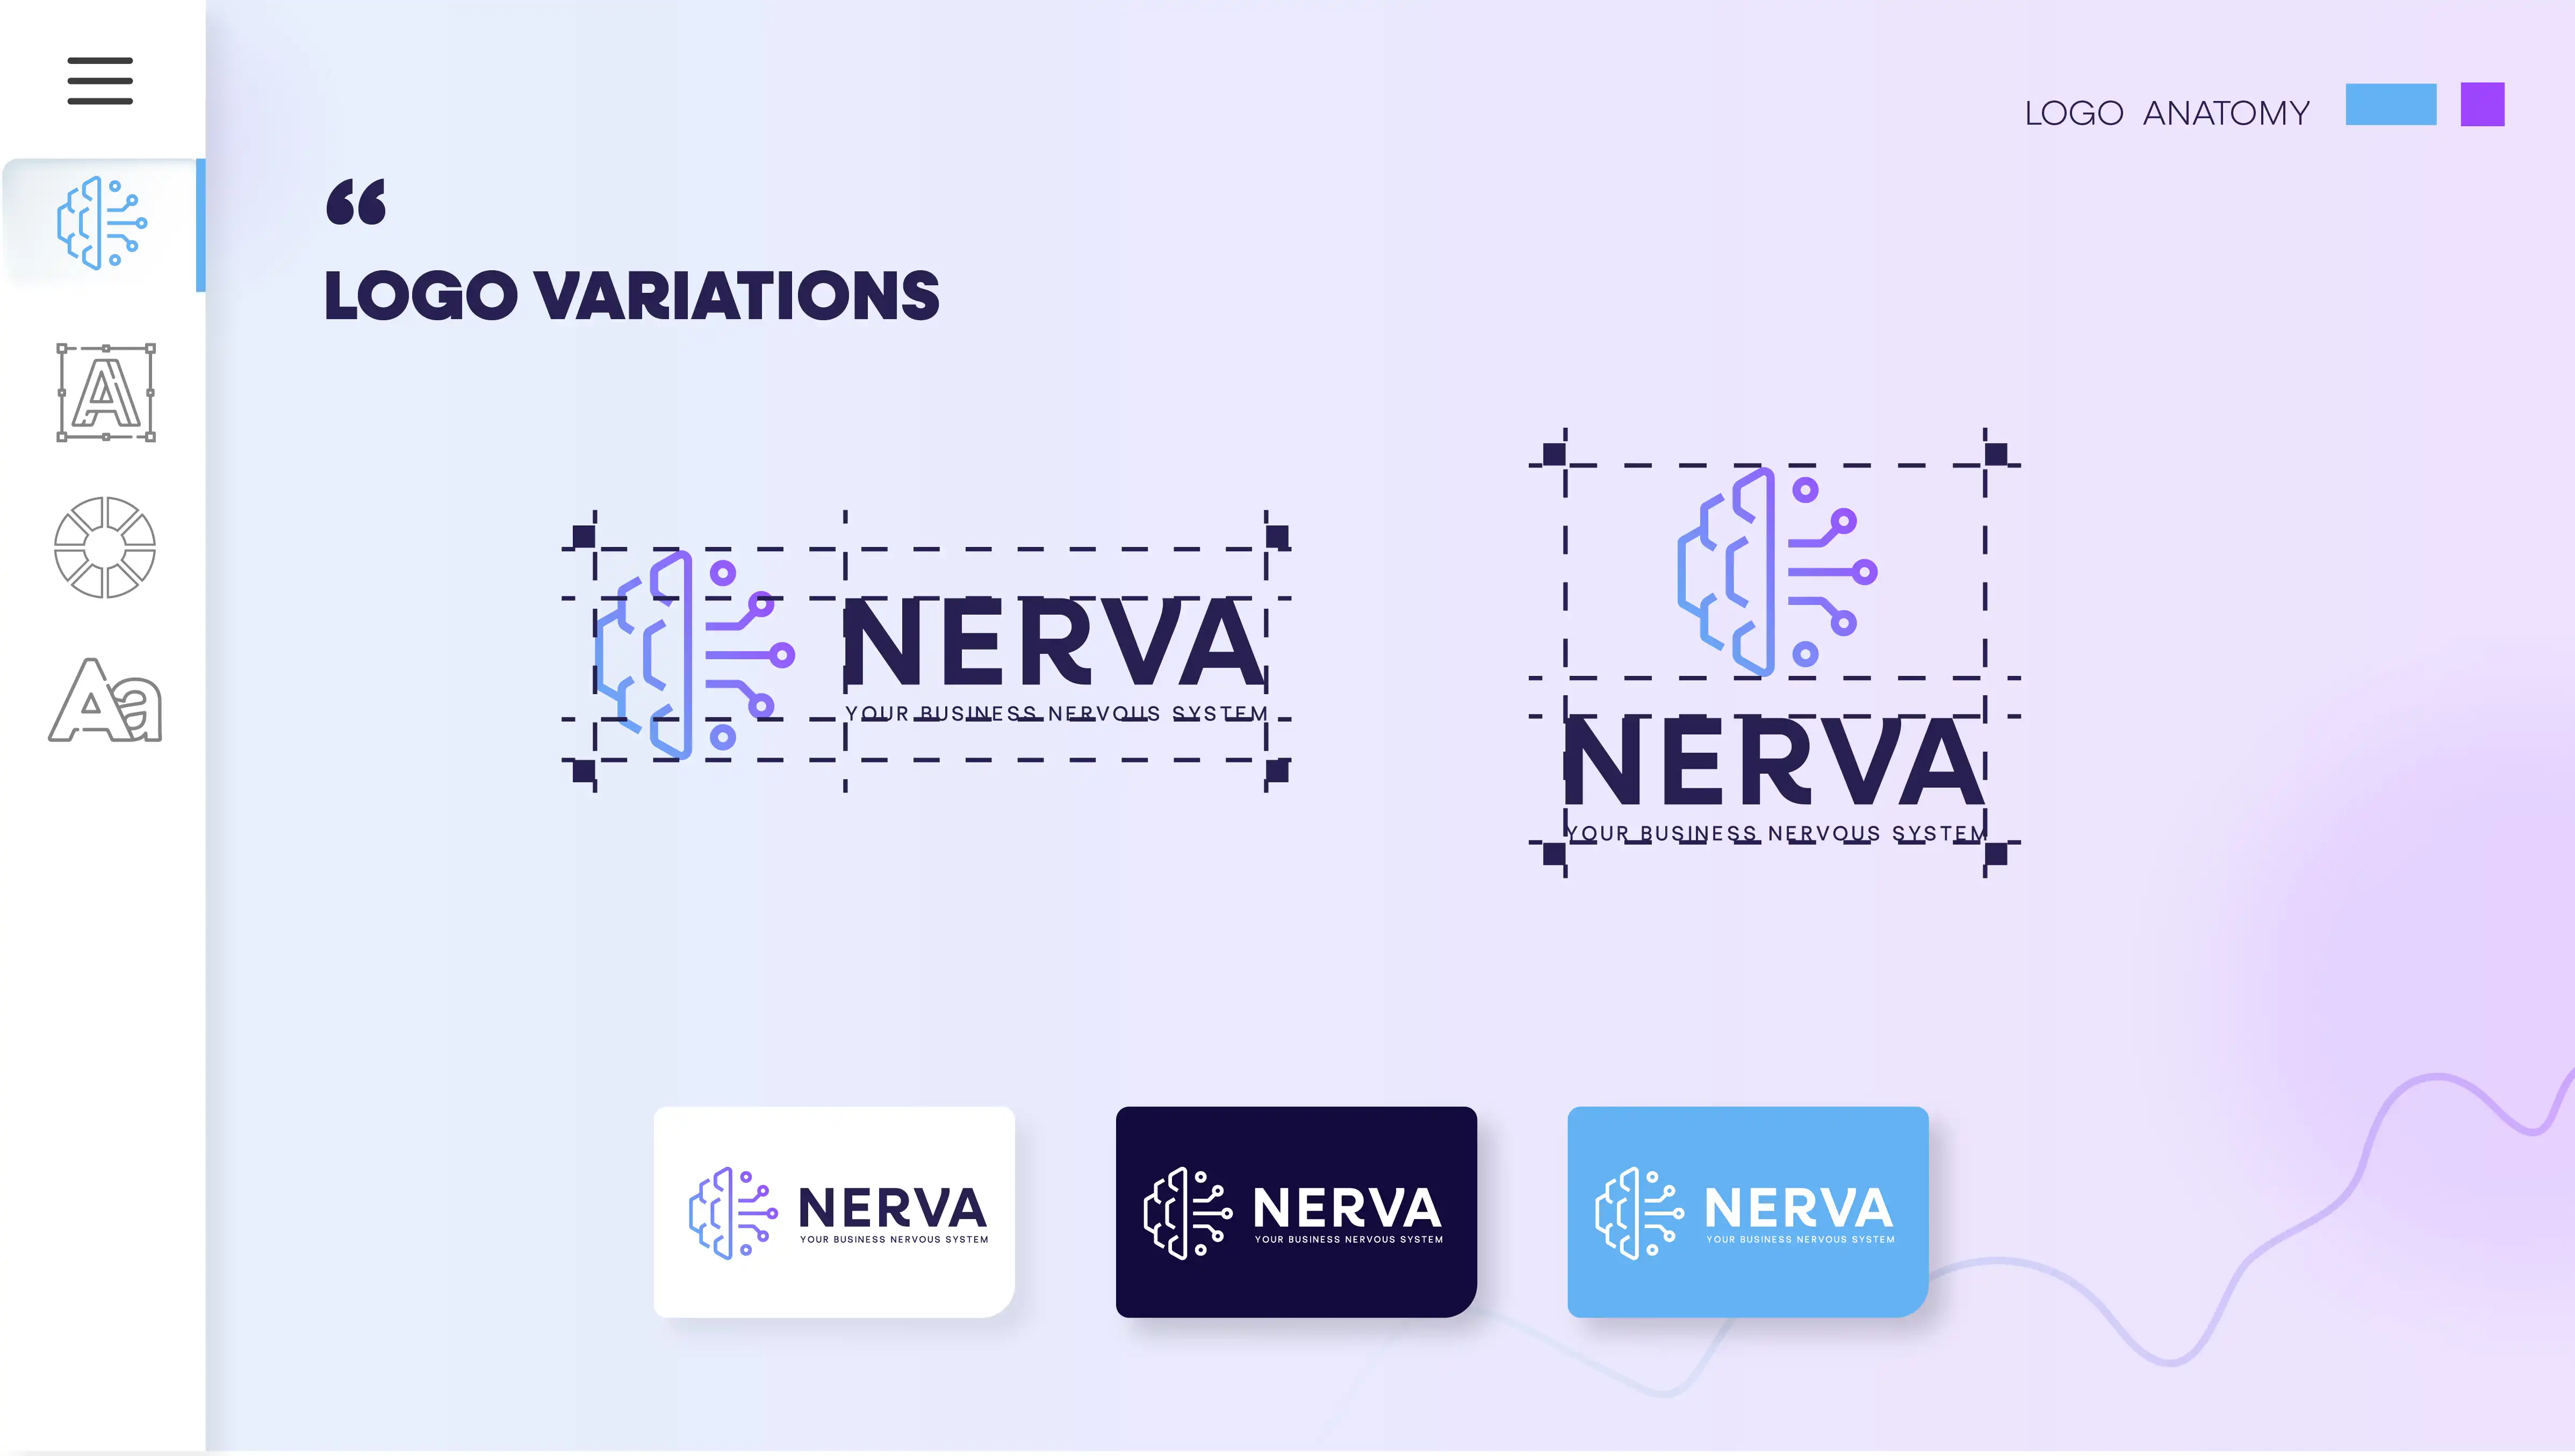 LOGO ANATOMY
“
LOGO VARIATIONS
A
Aa
NERVA
YOUR BUSINESS NERVOUS SYSTEM
NERVA
YOUR BUSINESS NERVOUS SYSTEM
NERVA
YOUR BUSINESS NERVOUS SYSTEM
NERVA
YOUR BUSINESS NERVOUS SYSTEM
NERVA
YOUR BUSINESS NERVOUS SYSTEM